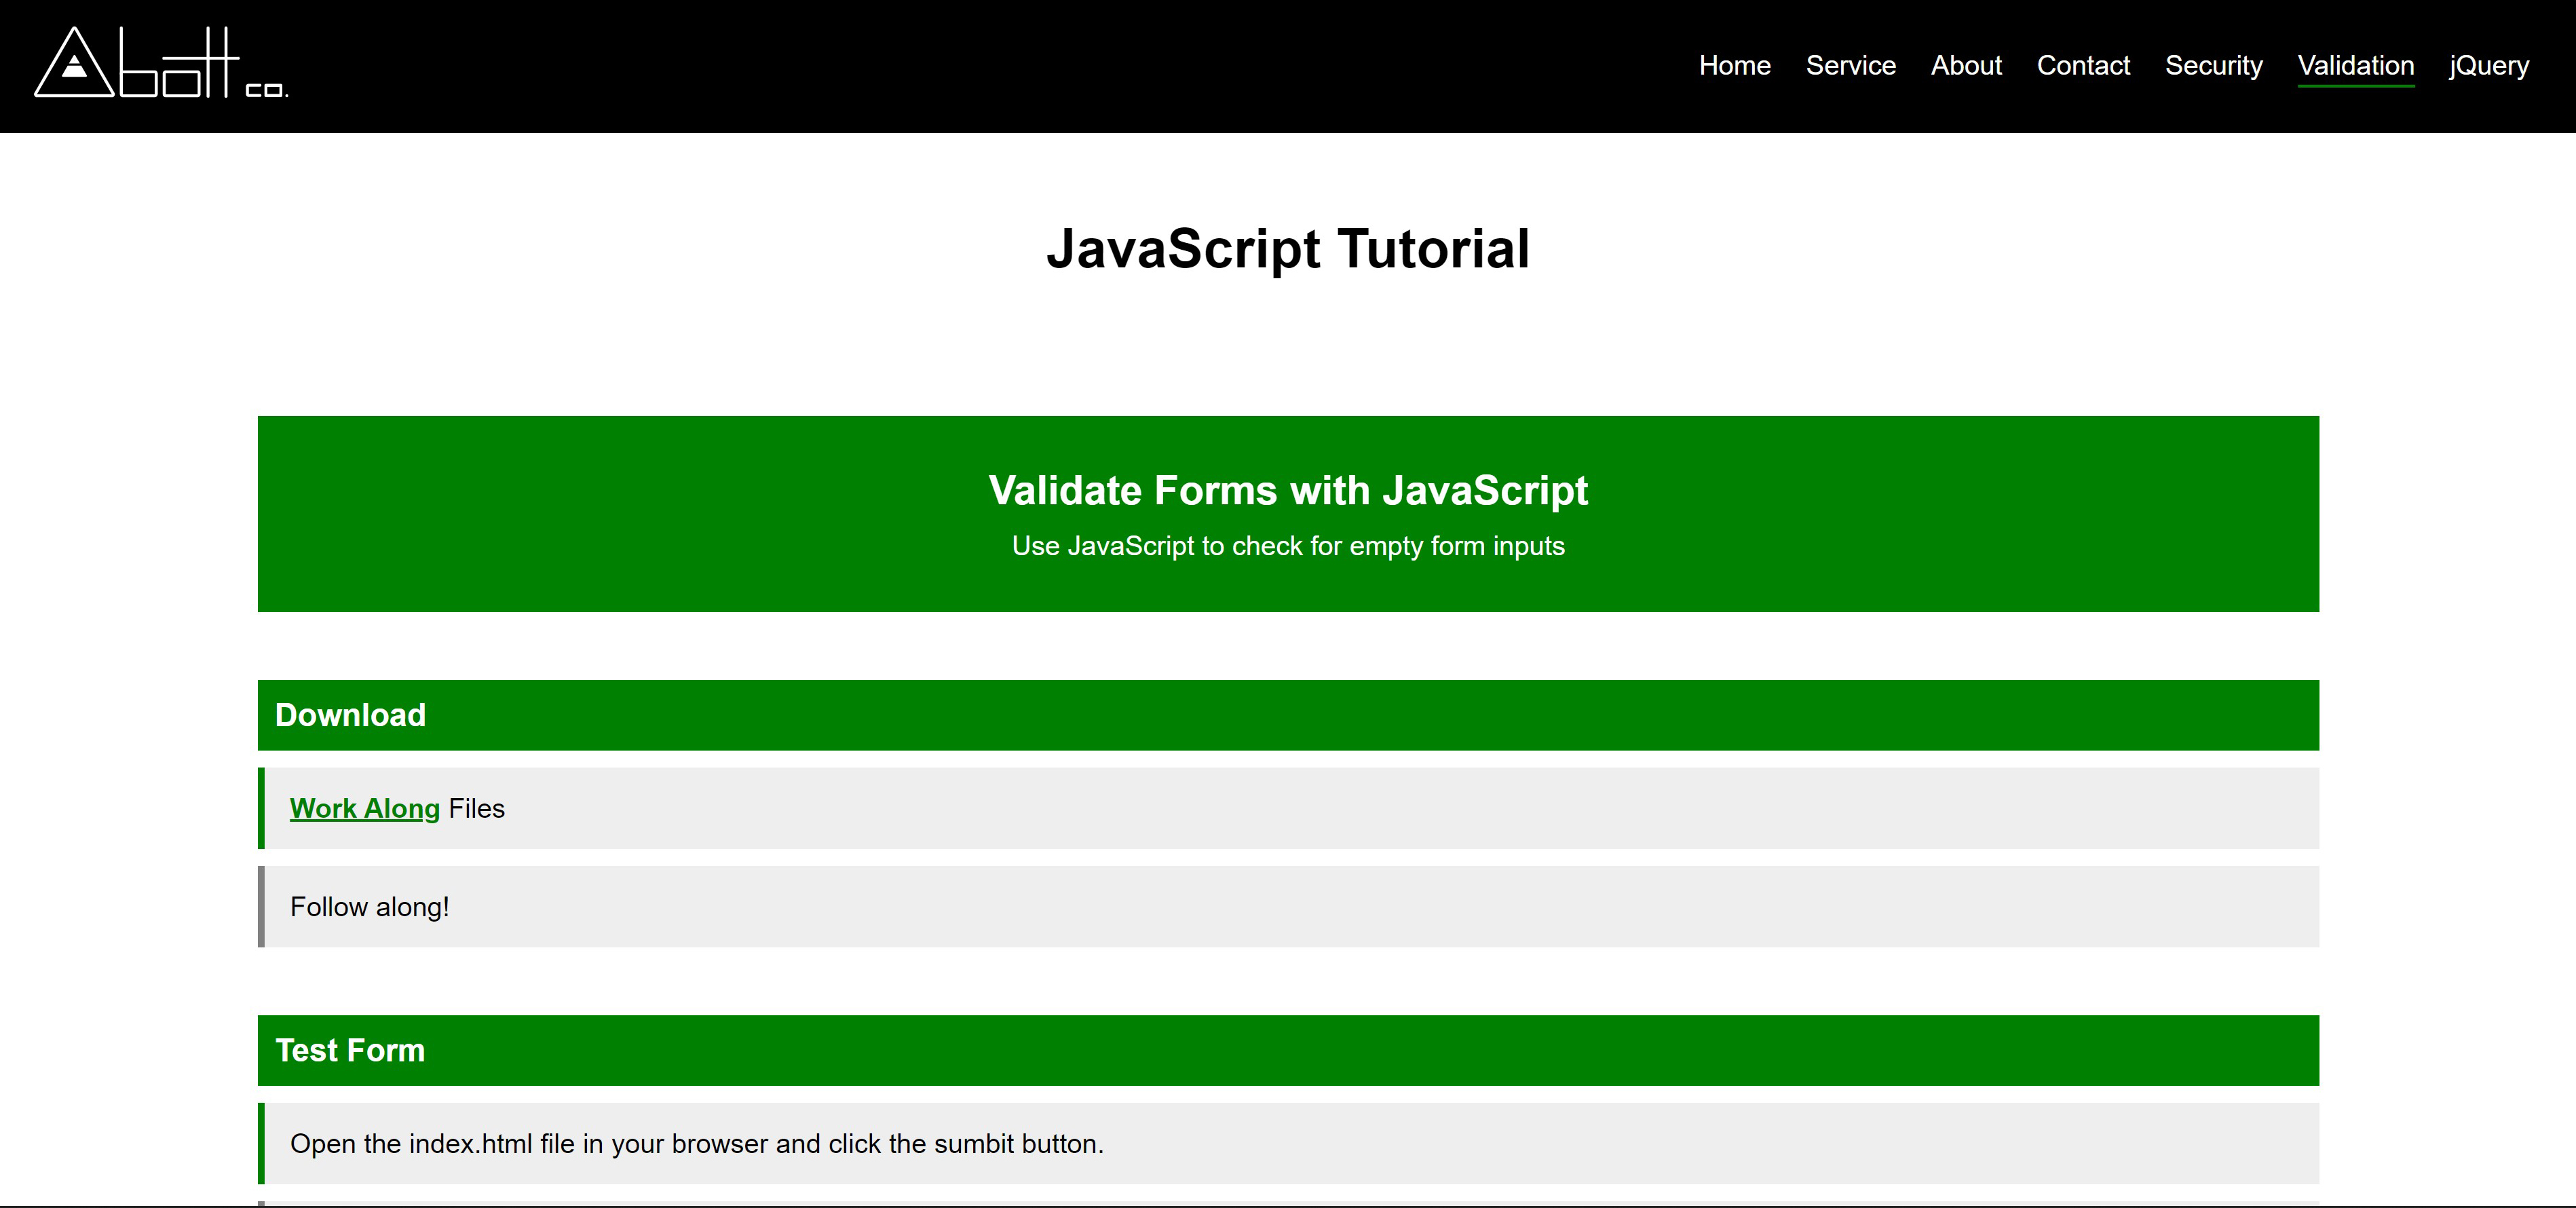 Abatt co.
Home Service About Contact Security Validation jQuery
JavaScript Tutorial
Validate Forms with JavaScript
Use JavaScript to check for empty form inputs
Download
Work Along Files
Follow along!
Test Form
Open the index.html file in your browser and click the sumbit button.